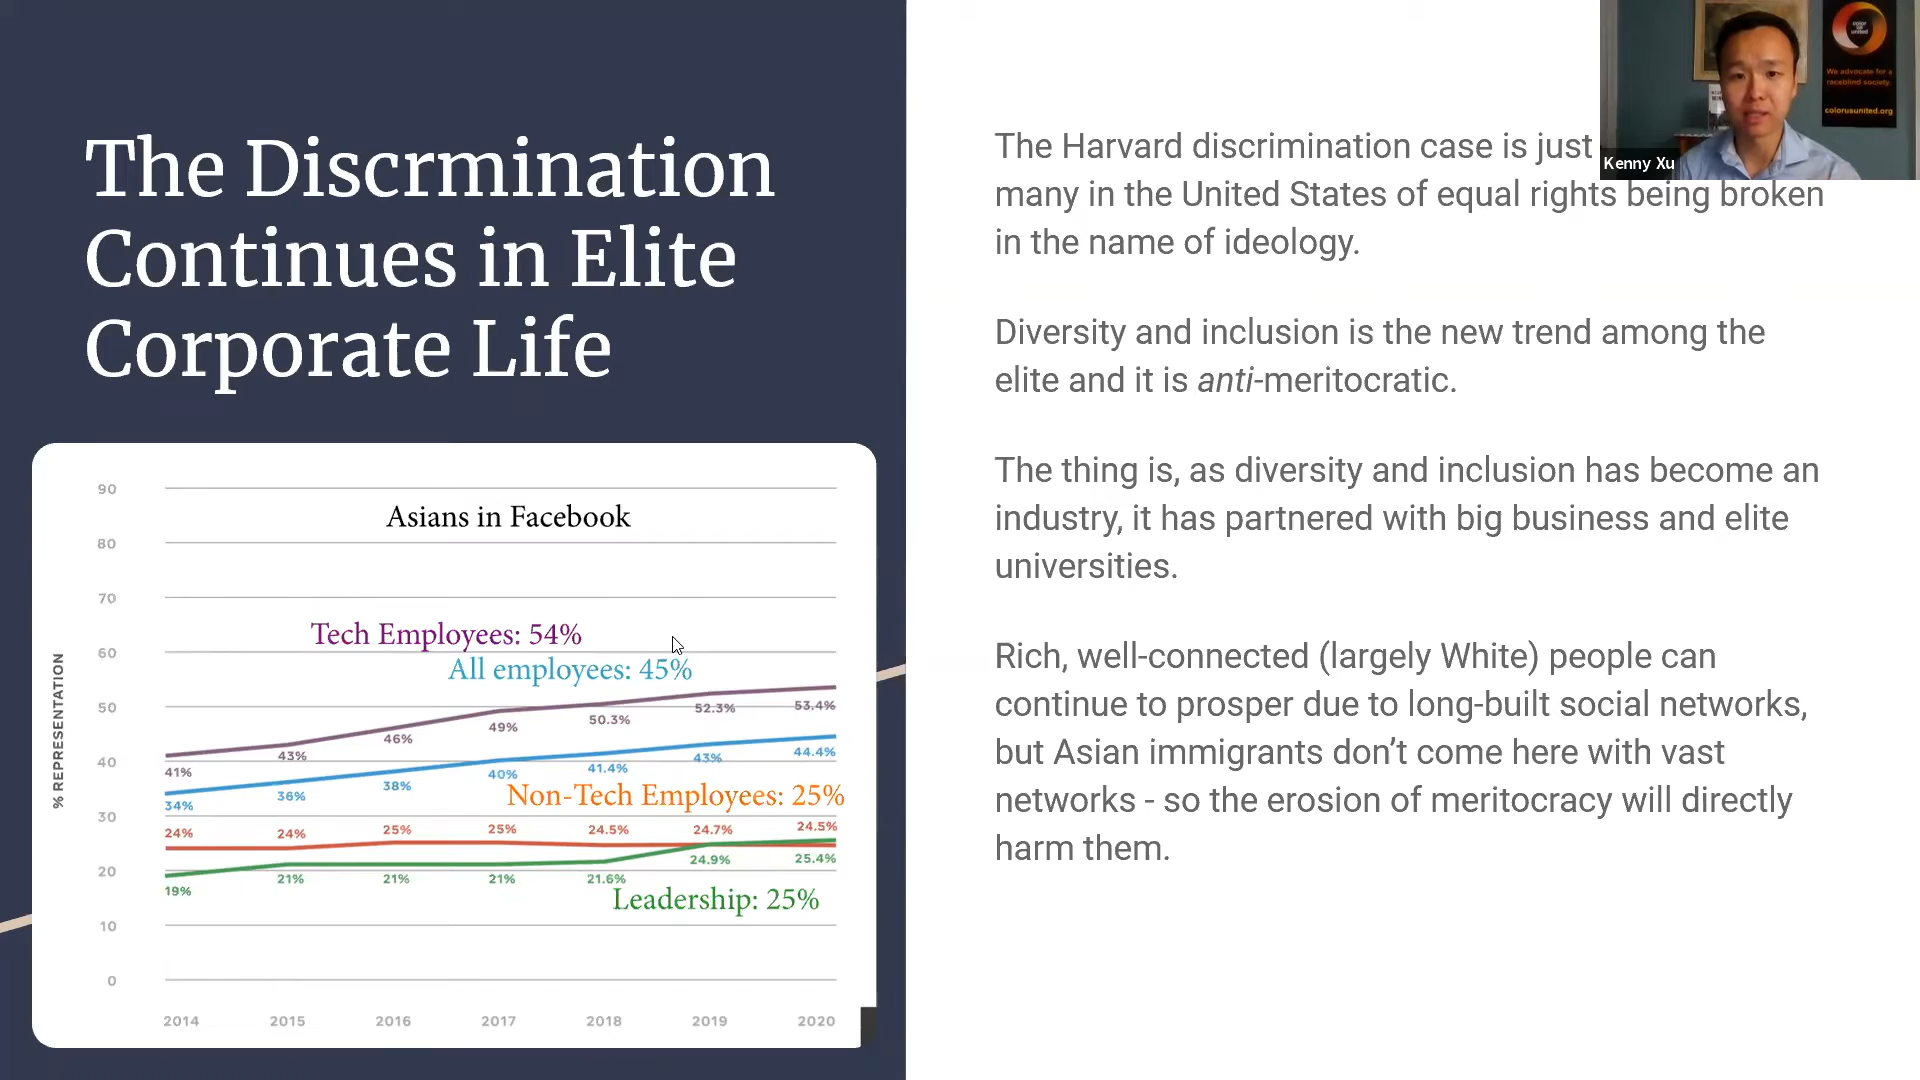 The Discrmination
Continues in Elite
Corporate Life
Asians in Facebook
Tech Employees: 54%
All employees: 45%
Non-Tech Employees: 25%
Leadership: 25%
% REPRESENTATION
90
80
70
60
50
40
30
20
10
0
41%
43%
46%
49%
50.3%
52.3%
53.4%
34%
36%
38%
40%
41.4%
43%
44.4%
24%
24%
25%
25%
24.5%
24.7%
24.5%
19%
21%
21%
21%
21.6%
24.9%
25.4%
2014
2015
2016
2017
2018
2019
2020
The Harvard discrimination case is just
many in the United States of equal rights being broken
in the name of ideology.
Diversity and inclusion is the new trend among the
elite and it is anti-meritocratic.
The thing is, as diversity and inclusion has become an
industry, it has partnered with big business and elite
universities.
Rich, well-connected (largely White) people can
continue to prosper due to long-built social networks,
but Asian immigrants don’t come here with vast
networks - so the erosion of meritocracy will directly
harm them.
Kenny Xu
color
us
united
We advocate for a
raceblind society.
colorusunited.org